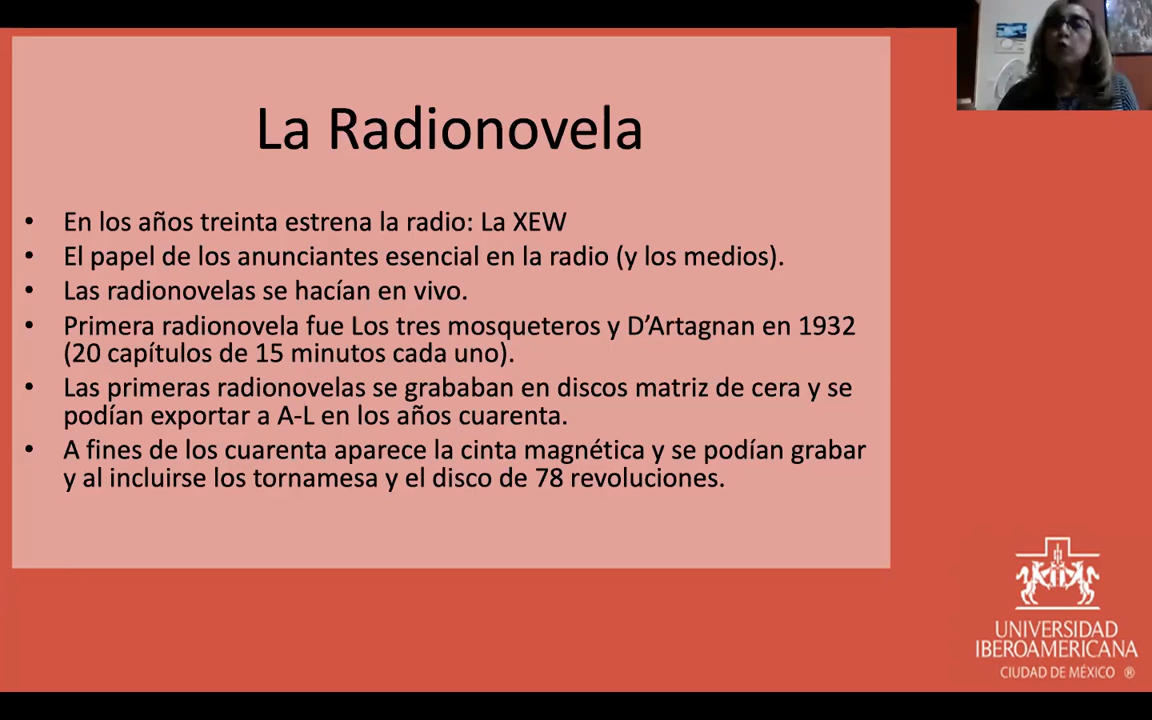 La Radionovela
• En los años treinta estrena la radio: La XEW
• El papel de los anunciantes esencial en la radio (y los medios).
• Las radionovelas se hacían en vivo.
• Primera radionovela fue Los tres mosqueteros y D’Artagnan en 1932
(20 capítulos de 15 minutos cada uno).
• Las primeras radionovelas se grababan en discos matriz de cera y se
podían exportar a A-L en los años cuarenta.
• A fines de los cuarenta aparece la cinta magnética y se podían grabar
y al incluirse los tornamesa y el disco de 78 revoluciones.
UNIVERSIDAD
IBEROAMERICANA
CIUDAD DE MÉXICO ®